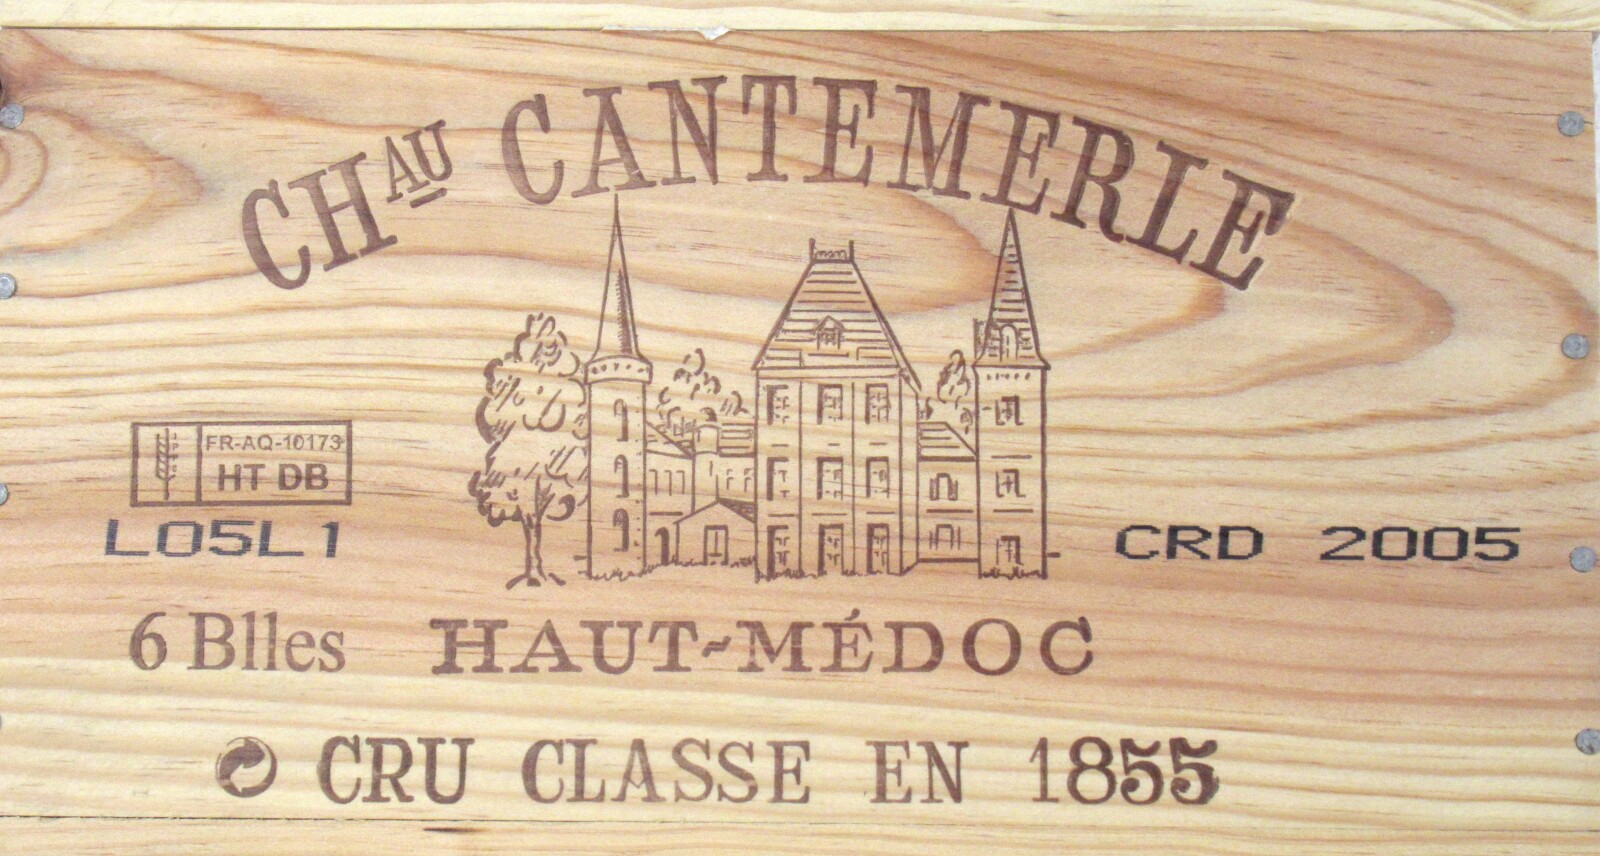 CHAU CANTEMERLE
FR-AQ-10173
HT DB
L05L1
CRD 2005
6 Blles
HAUT-MÉDOC
CRU CLASSE EN 1855